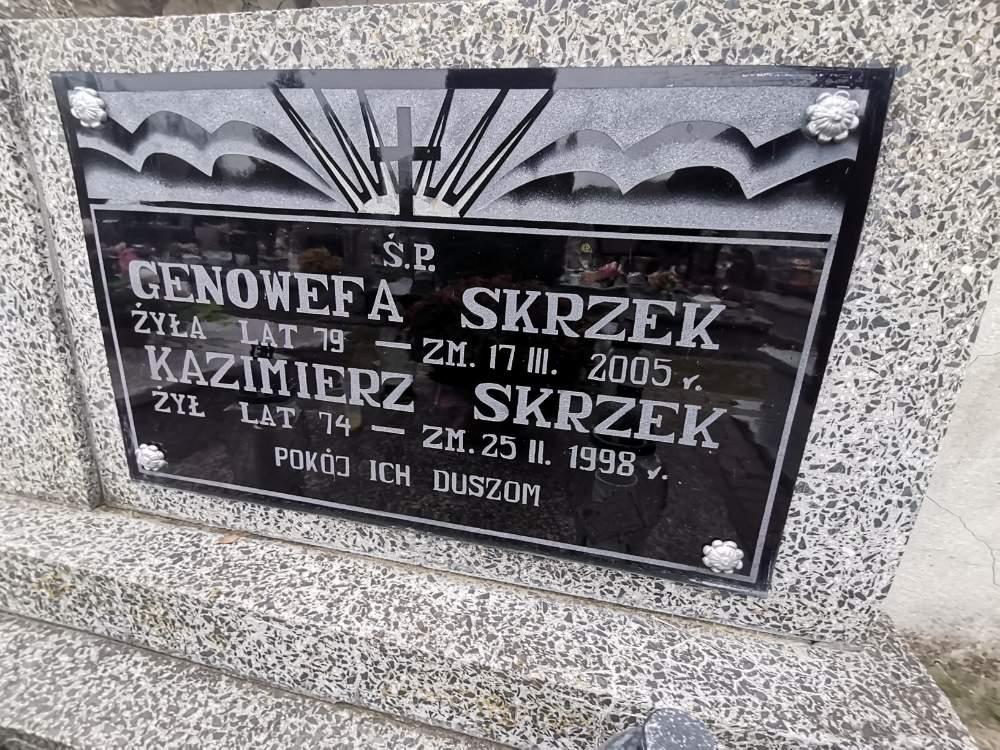 Ś.P.
GENOWEFA SKRZEK
ŻYŁA LAT 79 — ZM. 17 III. 2005 r.
KAZIMIERZ SKRZEK
ŻYŁ LAT 74 — ZM. 25 II. 1998 r.
POKÓJ ICH DUSZOM